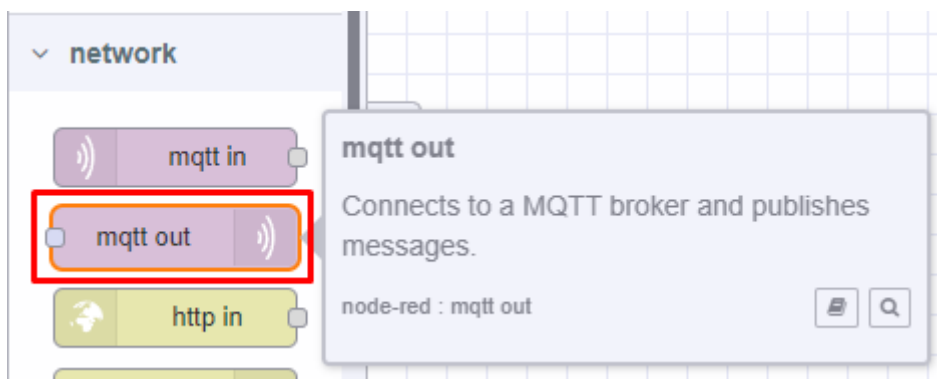 network
mqtt in
mqtt out
http in
mqtt out
Connects to a MQTT broker and publishes
messages.
node-red : mqtt out